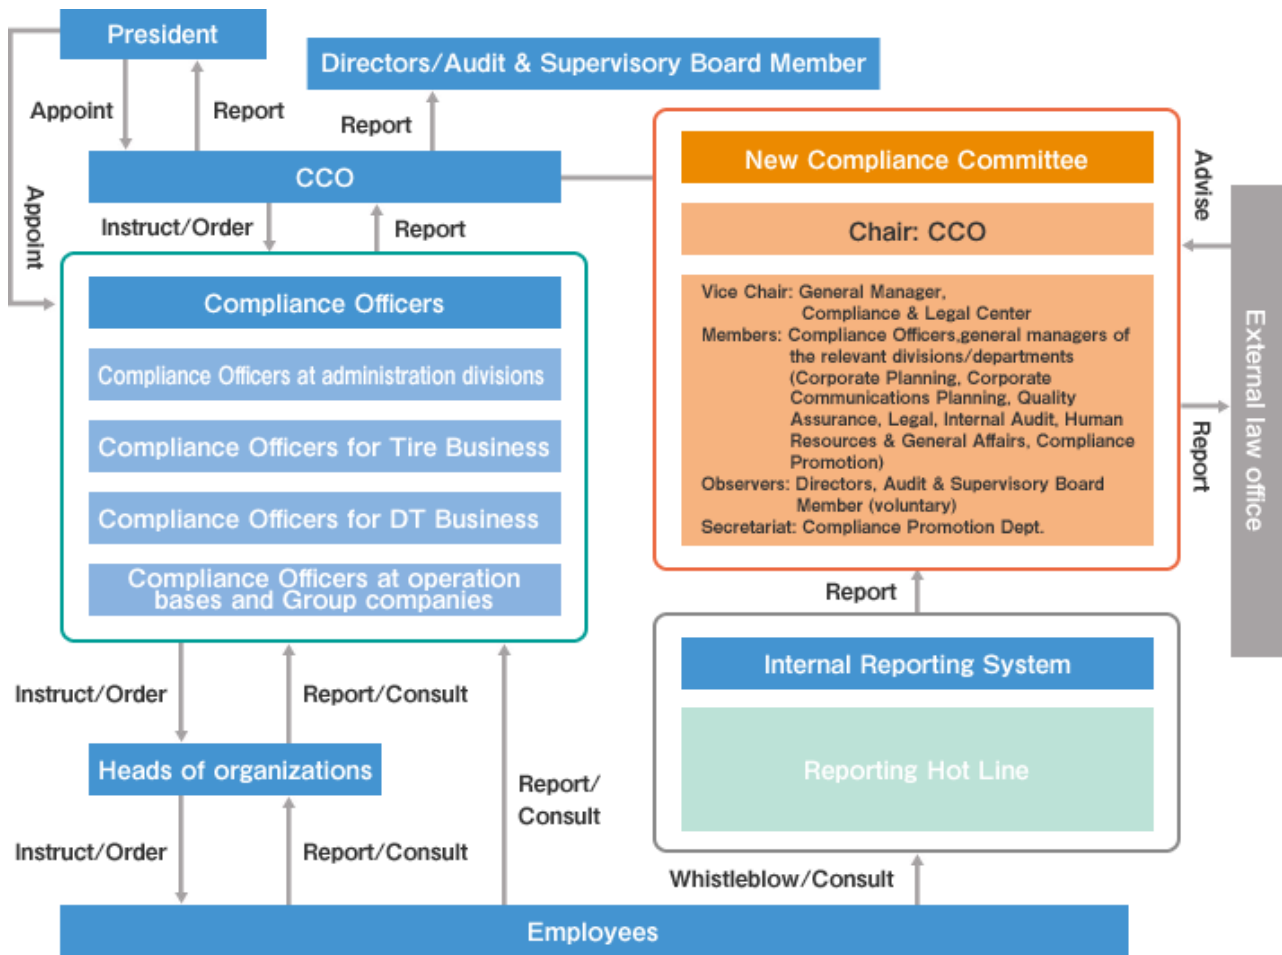 President
Directors/Audit & Supervisory Board Member
Appoint
Report
Report
Appoint
CCO
Instruct/Order
Report
Compliance Officers
Compliance Officers at administration divisions
Compliance Officers for Tire Business
Compliance Officers for DT Business
Compliance Officers at operation
bases and Group companies
Instruct/Order
Report/Consult
Heads of organizations
Report/
Consult
Instruct/Order
Report/Consult
New Compliance Committee
Chair: CCO
Vice Chair: General Manager,
Compliance & Legal Center
Members: Compliance Officers,general managers of
the relevant divisions/departments
(Corporate Planning, Corporate
Communications Planning, Quality
Assurance, Legal, Internal Audit, Human
Resources & General Affairs, Compliance
Promotion)
Observers: Directors, Audit & Supervisory Board
Member (voluntary)
Secretariat: Compliance Promotion Dept.
Advise
Report
External law office
Report
Internal Reporting System
Reporting Hot Line
Whistleblow/Consult
Employees